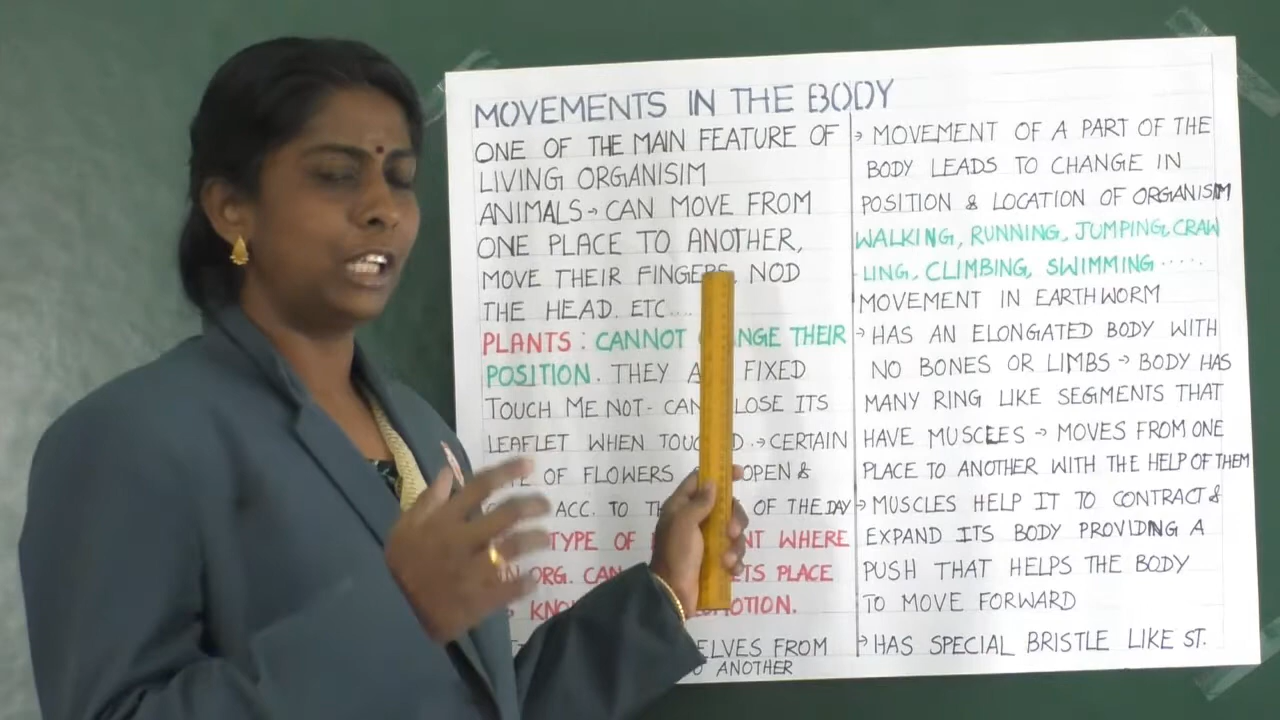 MOVEMENTS IN THE BODY
ONE OF THE MAIN FEATURE OF
LIVING ORGANISIM
ANIMALS → CAN MOVE FROM
ONE PLACE TO ANOTHER,
MOVE THEIR FINGERS, NOD
THE HEAD. ETC....
PLANTS : CANNOT CHANGE THEIR
POSITION. THEY FIXED
TOUCH ME NOT - CAN ITS
LEAFLET WHEN → CERTAIN
OF FLOWERS OPEN &
ACC. TO OF THE DAY
TYPE OF WHERE
ORG. CAN PLACE
FROM
ANOTHER
→ MOVEMENT OF A PART OF THE
BODY LEADS TO CHANGE IN
POSITION & LOCATION OF ORGANISM
WALKING, RUNNING, JUMPING, CRAW
LING, CLIMBING, SWIMMING .....
MOVEMENT IN EARTHWORM
→ HAS AN ELONGATED BODY WITH
NO BONES OR LIMBS → BODY HAS
MANY RING LIKE SEGMENTS THAT
HAVE MUSCLES → MOVES FROM ONE
PLACE TO ANOTHER WITH THE HELP OF THEM
→ MUSCLES HELP IT TO CONTRACT &
EXPAND ITS BODY PROVIDING A
PUSH THAT HELPS THE BODY
TO MOVE FORWARD
→ HAS SPECIAL BRISTLE LIKE ST.